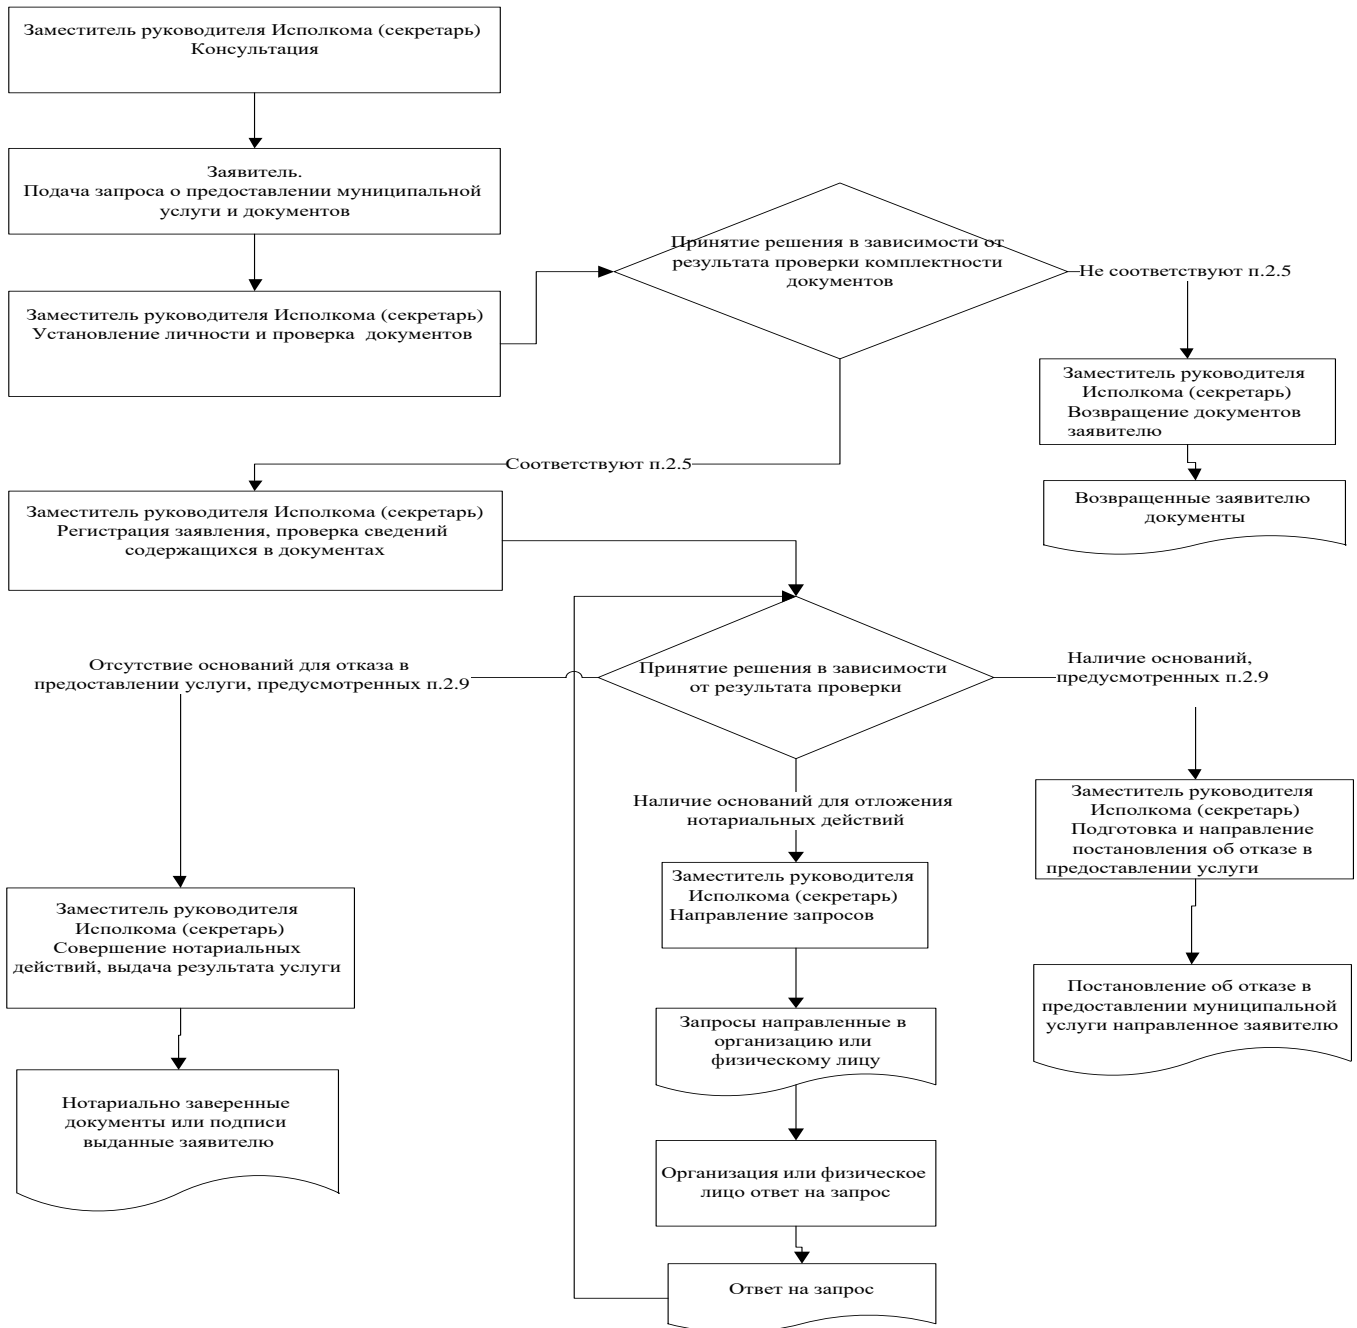 Заместитель руководителя Исполкома (секретарь)
Консультация
Заявитель.
Подача запроса о предоставлении муниципальной
услуги и документов
Заместитель руководителя Исполкома (секретарь)
Установление личности и проверка документов
Принятие решения в зависимости от
результата проверки комплектности
документов
Не соответствуют п.2.5
Заместитель руководителя
Исполкома (секретарь)
Возвращение документов
заявителю
Возвращенные заявителю
документы
Соответствуют п.2.5
Заместитель руководителя Исполкома (секретарь)
Регистрация заявления, проверка сведений
содержащихся в документах
Принятие решения в зависимости
от результата проверки
Отсутствие оснований для отказа в
предоставлении услуги, предусмотренных п.2.9
Наличие оснований,
предусмотренных п.2.9
Наличие оснований для отложения
нотариальных действий
Заместитель руководителя
Исполкома (секретарь)
Совершение нотариальных
действий, выдача результата услуги
Нотариально заверенные
документы или подписи
выданные заявителю
Заместитель руководителя
Исполкома (секретарь)
Направление запросов
Запросы направленные в
организацию или
физическому лицу
Организация или физическое
лицо ответ на запрос
Ответ на запрос
Заместитель руководителя
Исполкома (секретарь)
Подготовка и направление
постановления об отказе в
предоставлении услуги
Постановление об отказе в
предоставлении муниципальной
услуги направленное заявителю